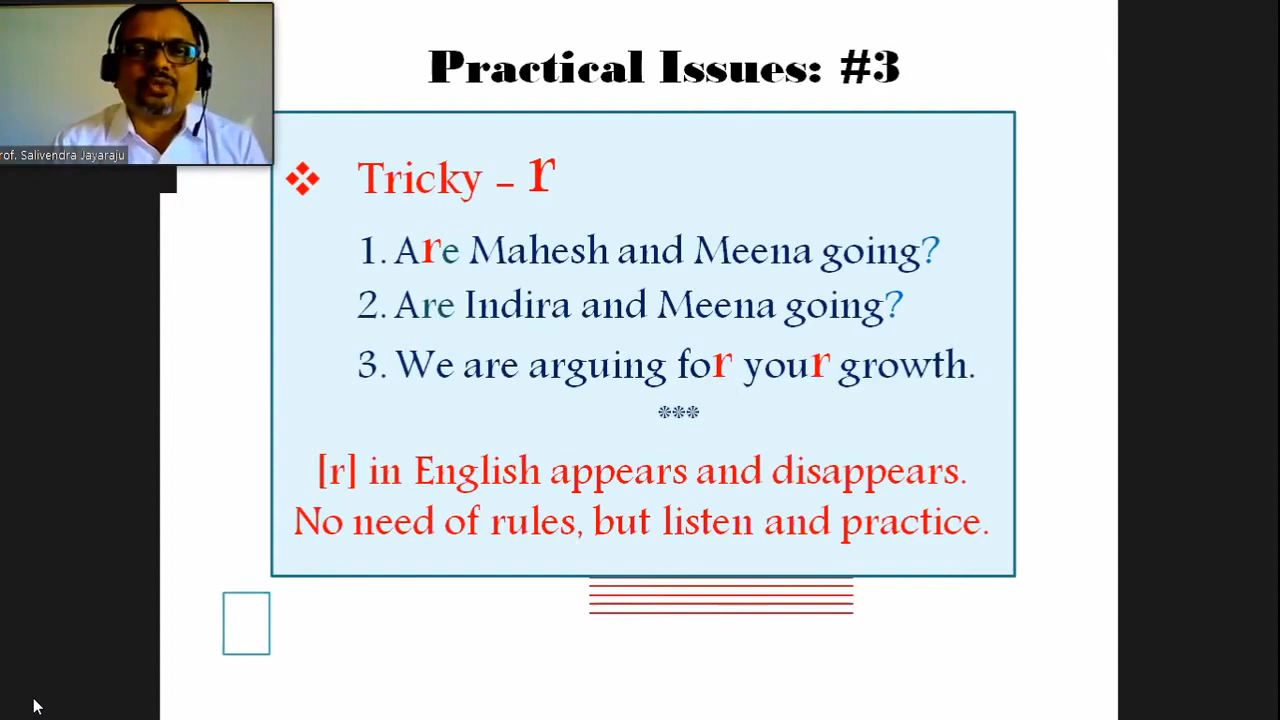 Practical Issues: #3
rof. Salivendra Jayaraju
❖ Tricky – r
1. Are Mahesh and Meena going?
2. Are Indira and Meena going?
3. We are arguing for your growth.
***
[r] in English appears and disappears.
No need of rules, but listen and practice.